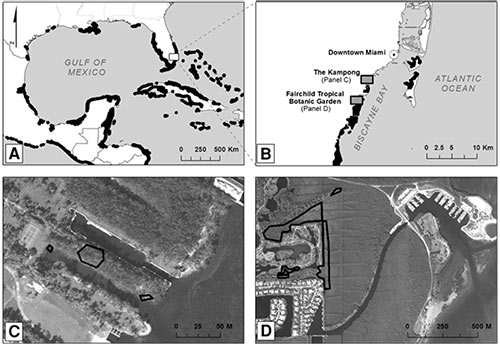 GULF OF
MEXICO
A
0 250 500 Km
Downtown Miami
The Kampong
(Panel C)
Fairchild Tropical
Botanic Garden
(Panel D)
BISCAYNE BAY
ATLANTIC
OCEAN
B
0 2.5 5 10 Km
C
0 25 50 M
D
0 250 500 M